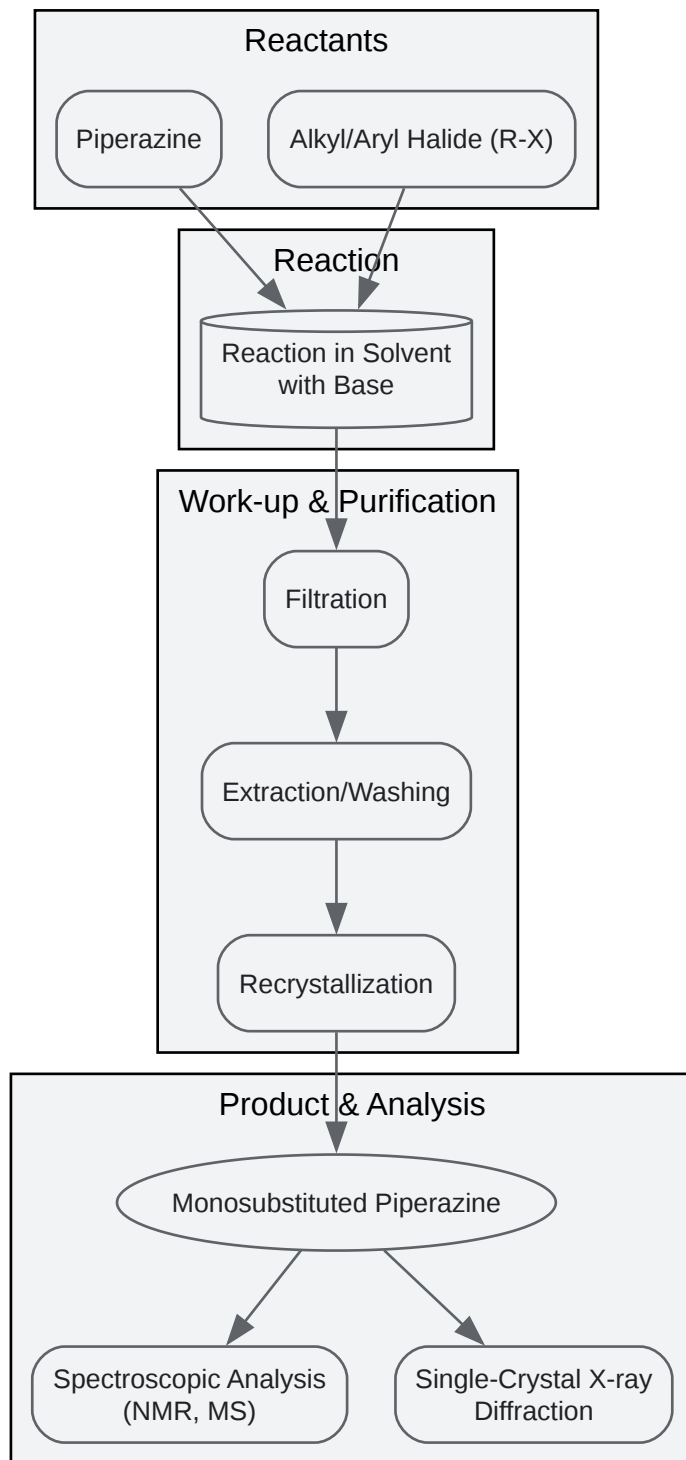 Reactants
Piperazine
Alkyl/Aryl Halide (R-X)
Reaction
Reaction in Solvent
with Base
Work-up & Purification
Filtration
Extraction/Washing
Recrystallization
Product & Analysis
Monosubstituted Piperazine
Spectroscopic Analysis
(NMR, MS)
Single-Crystal X-ray
Diffraction